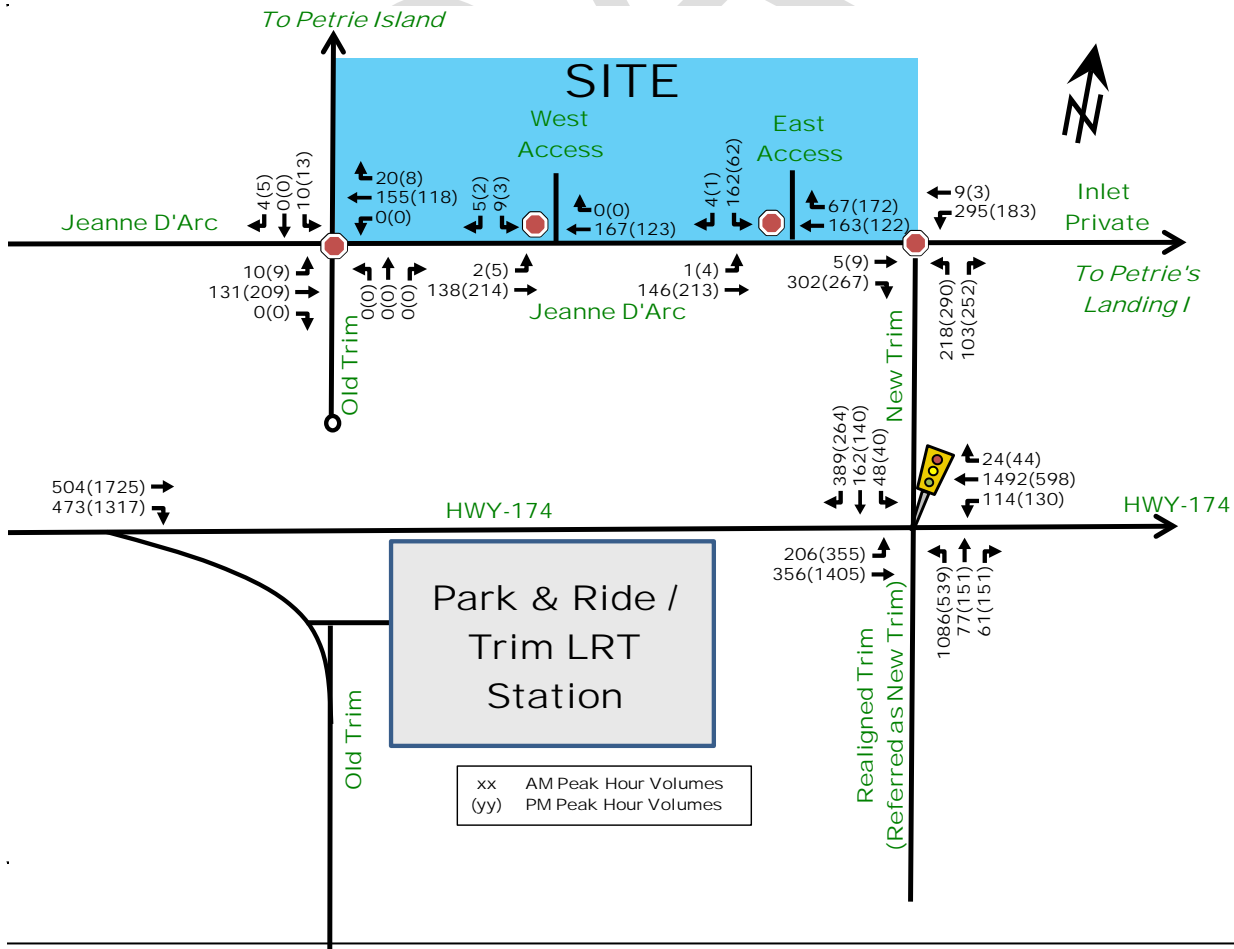 To Petrie Island
SITE
West
Access
East
Access
4(5)
0(0)
10(13)
20(8)
155(118)
0(0)
5(2)
9(3)
0(0)
167(123)
4(1)
162(62)
67(172)
163(122)
9(3)
295(183)
Inlet
Private
Jeanne D'Arc
10(9)
131(209)
0(0)
0(0)
0(0)
0(0)
2(5)
138(214)
Jeanne D'Arc
1(4)
146(213)
5(9)
302(267)
218(290)
103(252)
To Petrie's
Landing I
Old Trim
New Trim
504(1725)
473(1317)
HWY-174
389(264)
162(140)
48(40)
24(44)
1492(598)
114(130)
HWY-174
206(355)
356(1405)
1086(539)
77(151)
61(151)
Park & Ride /
Trim LRT
Station
Old Trim
Realigned Trim
(Referred as New Trim)
xx AM Peak Hour Volumes
(yy) PM Peak Hour Volumes